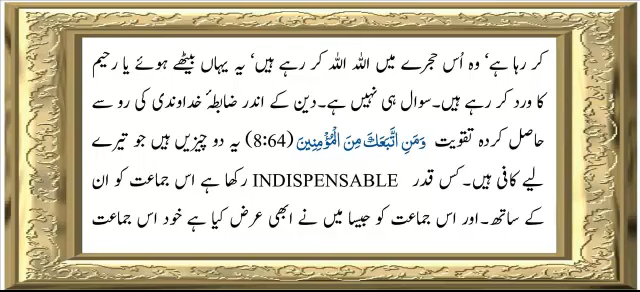 کر رہا ہے‘ وہ اُس حجرے میں اللہ اللہ کر رہے ہیں‘ یہ یہاں بیٹھے ہوئے یا رحیم
کا ورد کر رہے ہیں۔سوال ہی نہیں ہے۔دین کے اندر ضابطہٴ خداوندی کی رو سے
حاصل کردہ تقویت وَمَنِ اتَّبَعَكَ مِنَ الْمُؤْمِنِينَ (8:64) یہ دو چیزیں ہیں جو تیرے
لیے کافی ہیں۔کس قدر INDISPENSABLE رکھا ہے اس جماعت کو ان
کے ساتھ۔اور اس جماعت کو جیسا میں نے ابھی عرض کیا ہے خود اس جماعت